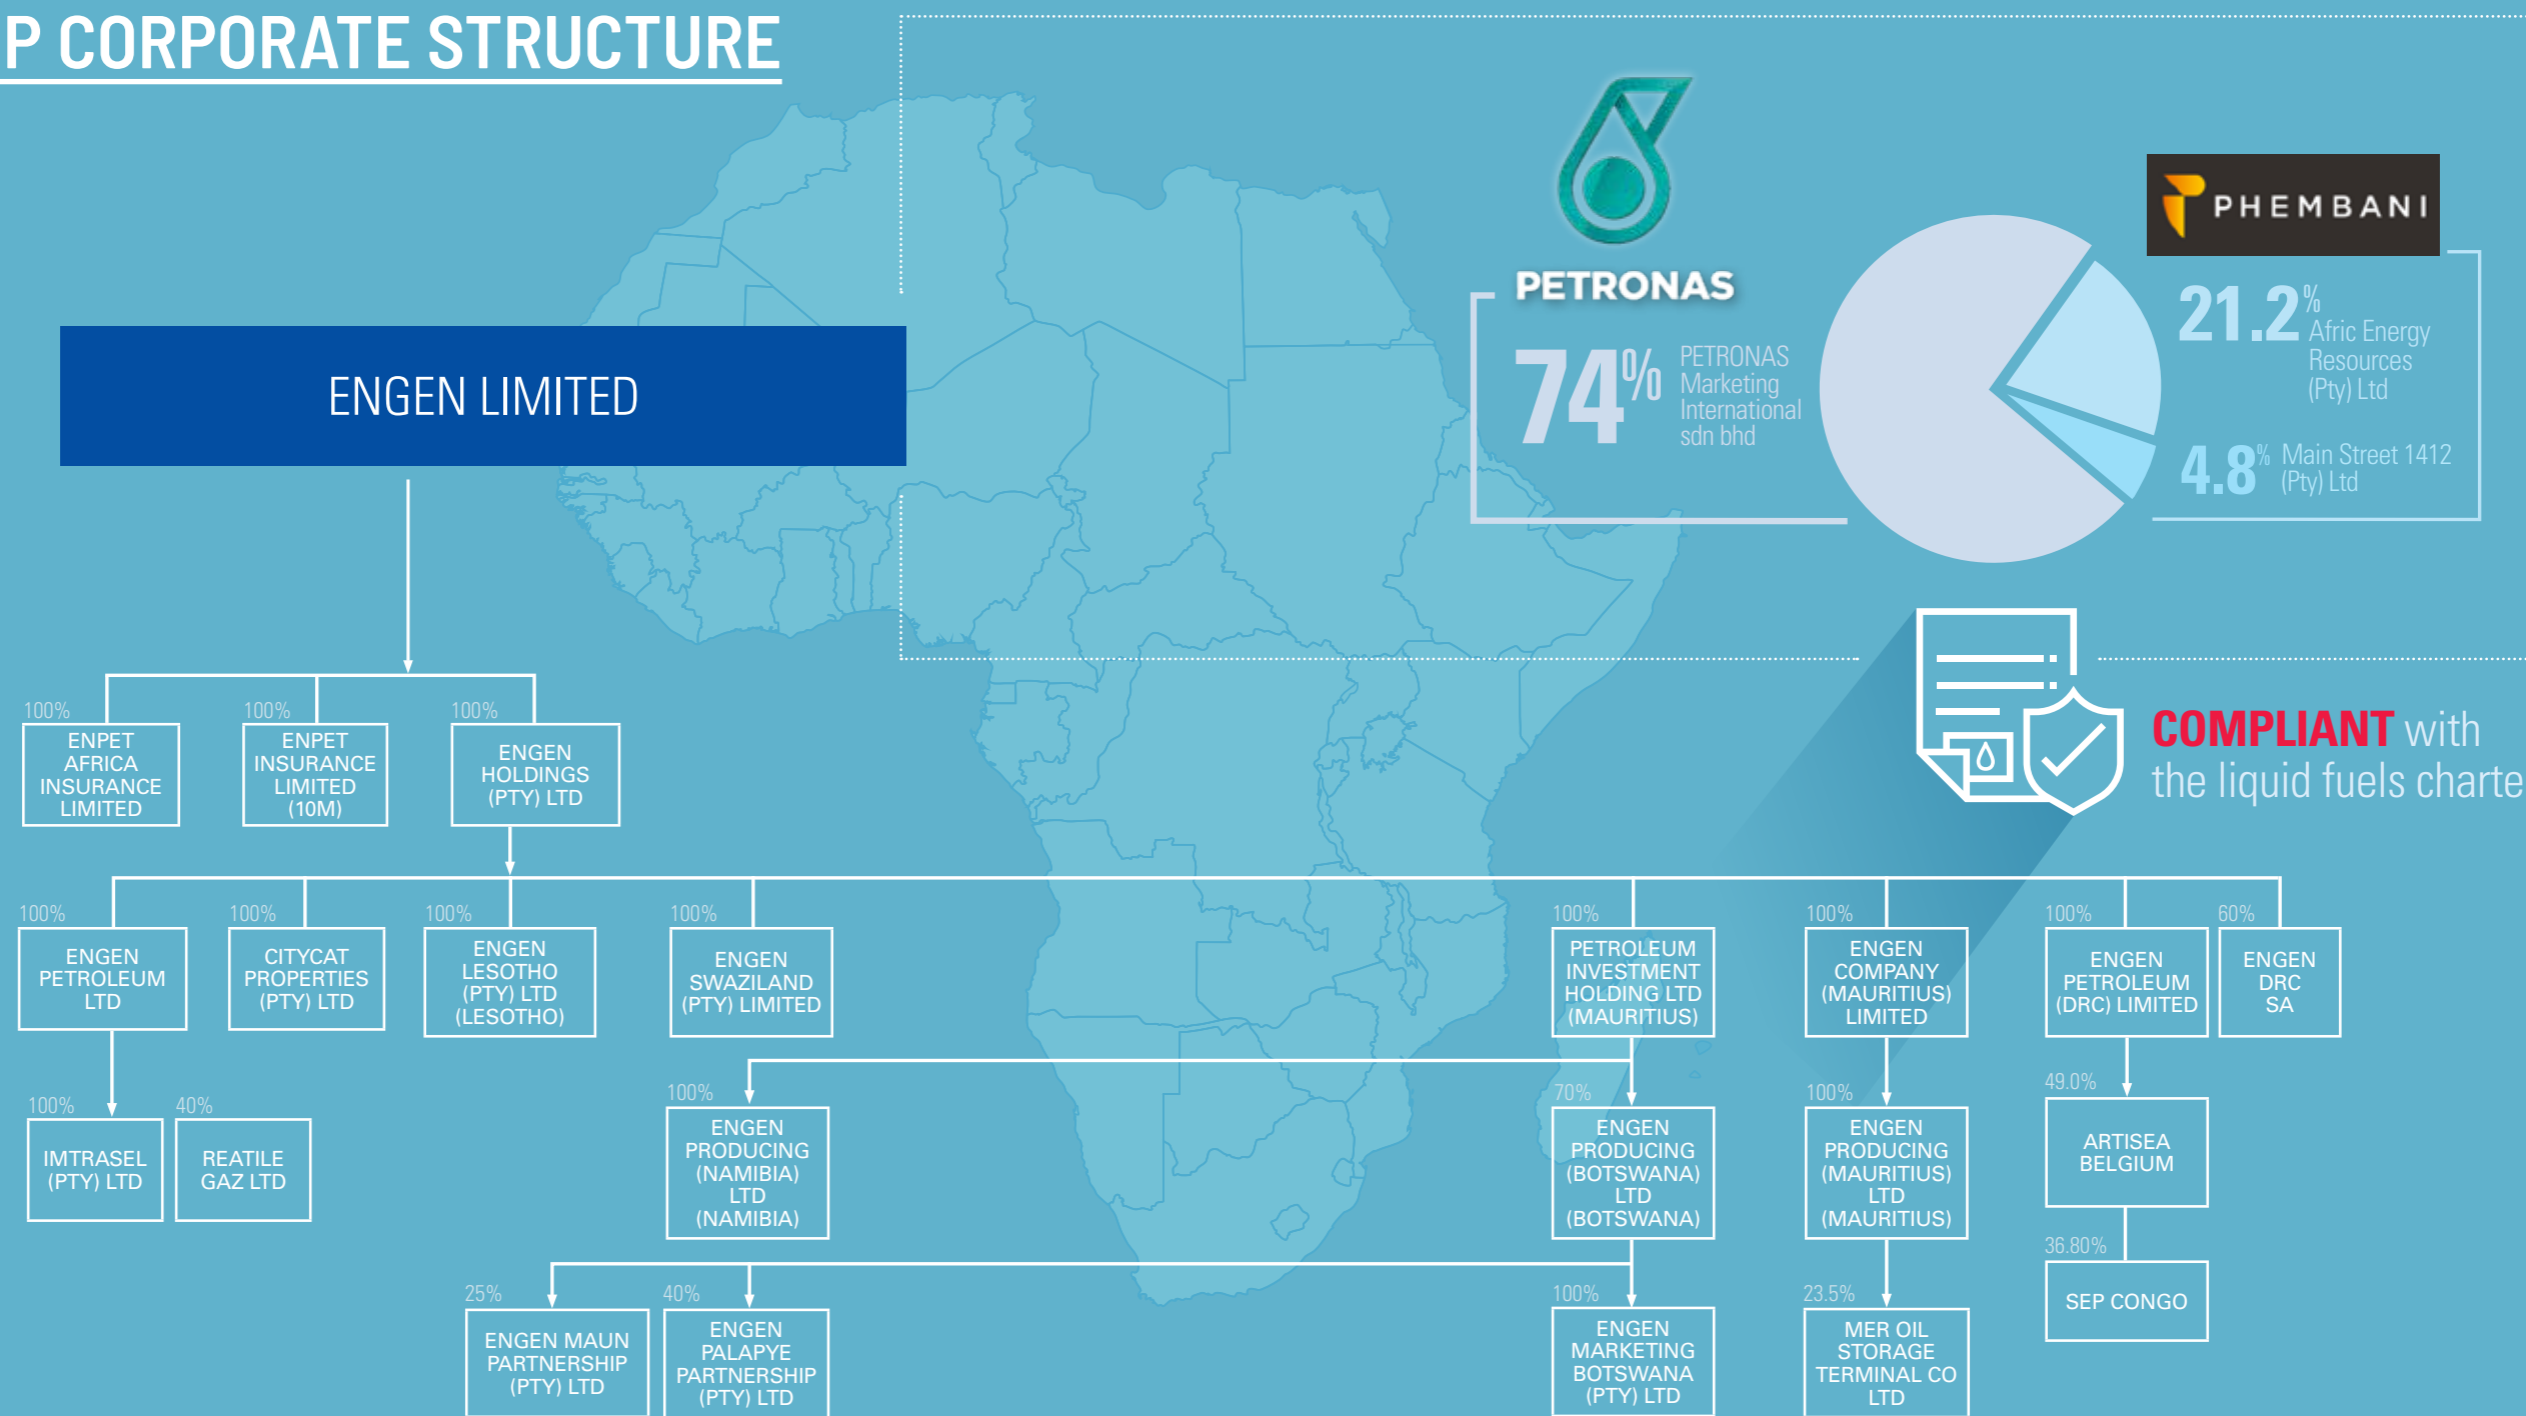 P CORPORATE STRUCTURE
ENGEN LIMITED
PETRONAS
74%
PETRONAS
Marketing
International
sdn bhd
PHEMBANI
21.2%
Afric Energy
Resources
(Pty) Ltd
4.8%
Main Street 1412
(Pty) Ltd
COMPLIANT with
the liquid fuels charte
100%
ENPET
AFRICA
INSURANCE
LIMITED
100%
ENPET
INSURANCE
LIMITED
(10M)
100%
ENGEN
HOLDINGS
(PTY) LTD
100%
ENGEN
PETROLEUM
LTD
100%
CITYCAT
PROPERTIES
(PTY) LTD
100%
ENGEN
LESOTHO
(PTY) LTD
(LESOTHO)
100%
ENGEN
SWAZILAND
(PTY) LIMITED
100%
PETROLEUM
INVESTMENT
HOLDING LTD
(MAURITIUS)
100%
ENGEN
COMPANY
(MAURITIUS)
LIMITED
100%
ENGEN
PETROLEUM
(DRC) LIMITED
60%
ENGEN
DRC
SA
100%
IMTRASEL
(PTY) LTD
40%
REATILE
GAZ LTD
100%
ENGEN
PRODUCING
(NAMIBIA)
LTD
(NAMIBIA)
70%
ENGEN
PRODUCING
(BOTSWANA)
LTD
(BOTSWANA)
100%
ENGEN
PRODUCING
(MAURITIUS)
LTD
(MAURITIUS)
49.0%
ARTISEA
BELGIUM
36.80%
SEP CONGO
25%
ENGEN MAUN
PARTNERSHIP
(PTY) LTD
40%
ENGEN
PALAPYE
PARTNERSHIP
(PTY) LTD
100%
ENGEN
MARKETING
BOTSWANA
(PTY) LTD
23.5%
MER OIL
STORAGE
TERMINAL CO
LTD